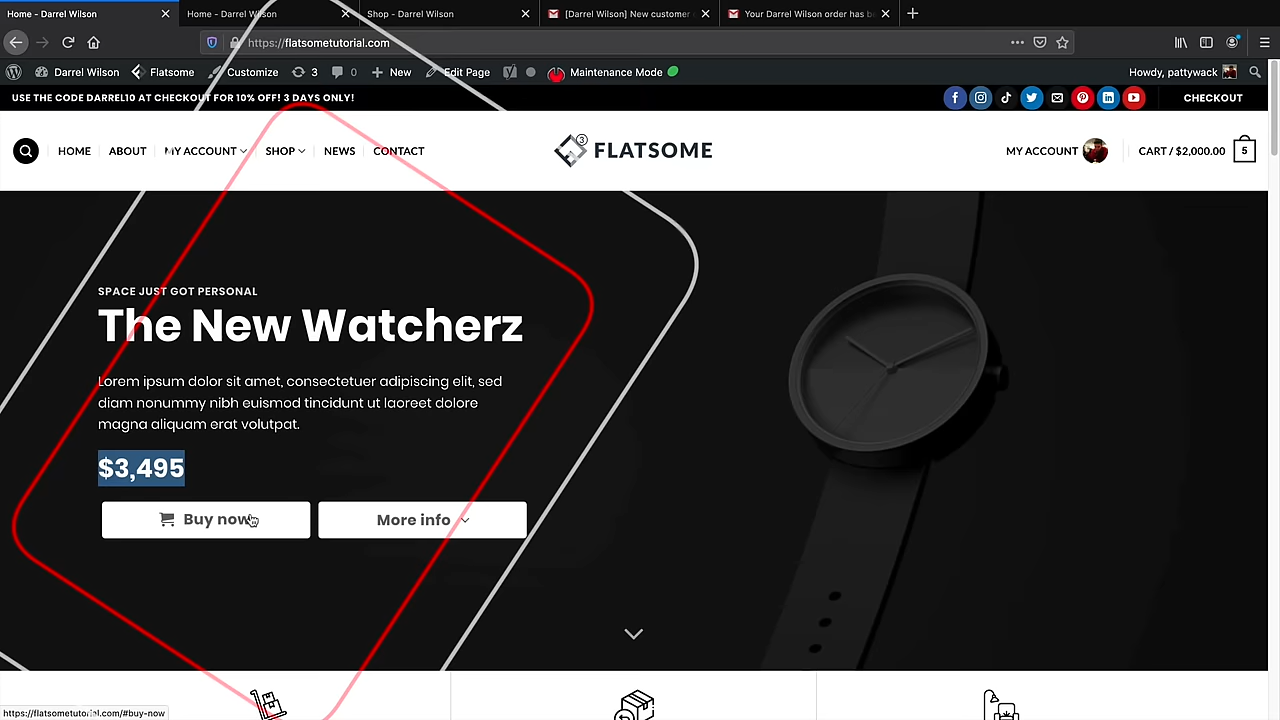 Home - Darrel Wilson
Home - Darrel Wilson
Shop - Darrel Wilson
[Darrel Wilson] New customer
Your Darrel Wilson order has b
https://flatsometutorial.com
Darrel Wilson
Flatsome
Customize
3
0
New
Edit Page
Maintenance Mode
Howdy, pattywack
USE THE CODE DARREL10 AT CHECKOUT FOR 10% OFF! 3 DAYS ONLY!
CHECKOUT
HOME
ABOUT
MY ACCOUNT
SHOP
NEWS
CONTACT
3
FLATSOME
MY ACCOUNT
CART / $2,000.00
5
SPACE JUST GOT PERSONAL
The New Watcherz
Lorem ipsum dolor sit amet, consectetuer adipiscing elit, sed
diam nonummy nibh euismod tincidunt ut laoreet dolore
magna aliquam erat volutpat.
$3,495
Buy now
More info
https://flatsometutorial.com/#buy-now